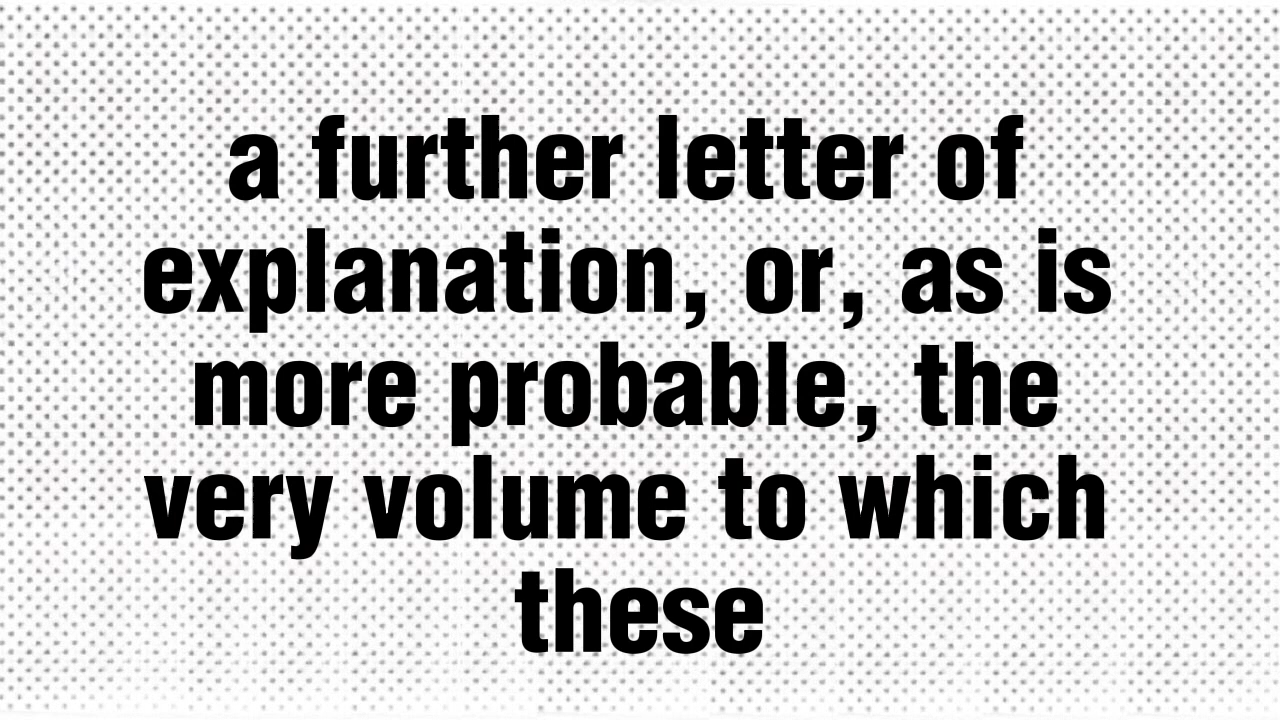 a further letter of
explanation, or, as is
more probable, the
very volume to which
these